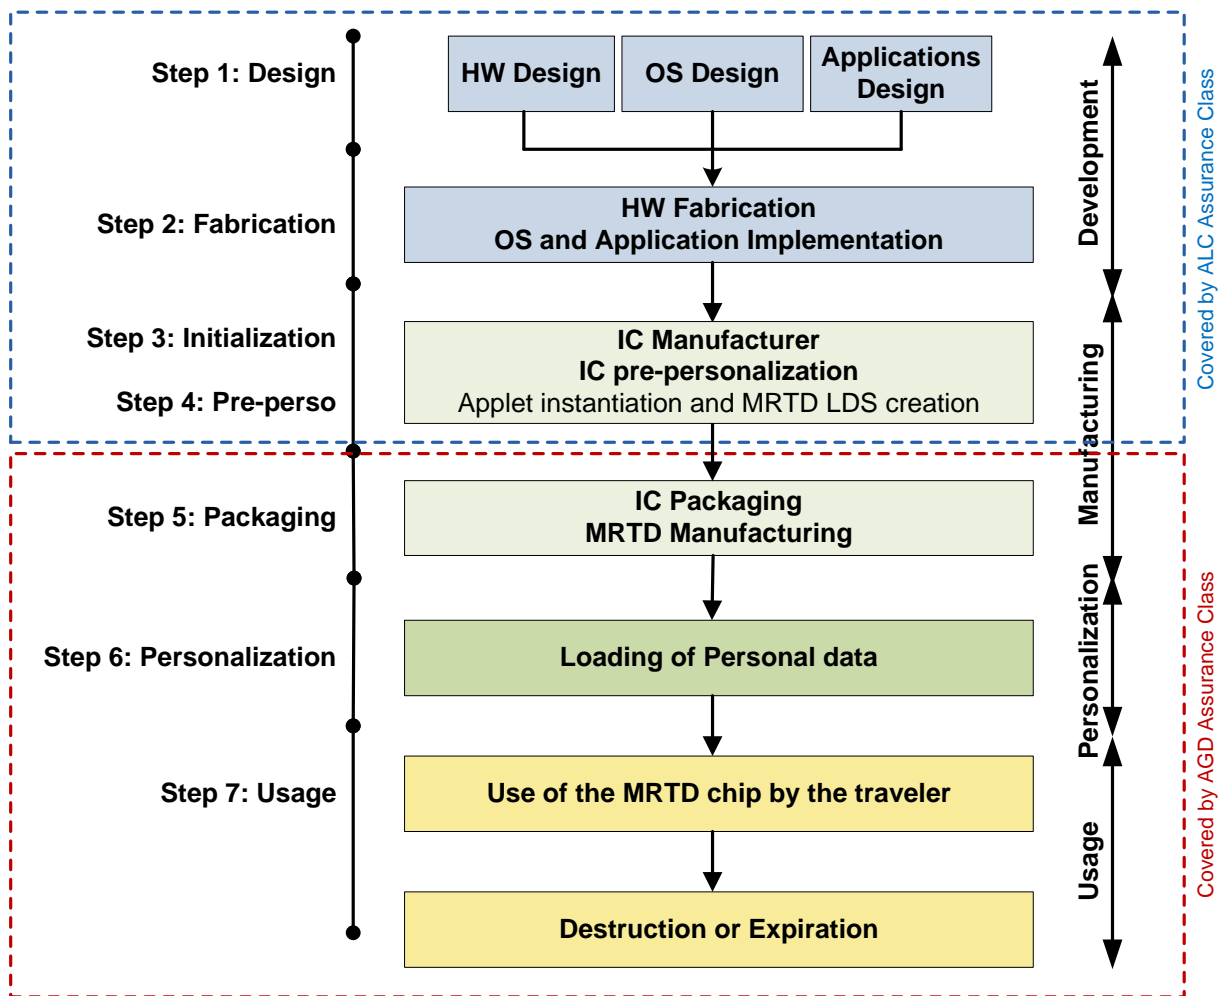 Step 1: Design
HW Design
OS Design
Applications
Design
Step 2: Fabrication
HW Fabrication
OS and Application Implementation
Development
Covered by ALC Assurance Class
Step 3: Initialization
Step 4: Pre-perso
IC Manufacturer
IC pre-personalization
Applet instantiation and MRTD LDS creation
Manufacturing
Step 5: Packaging
IC Packaging
MRTD Manufacturing
Step 6: Personalization
Loading of Personal data
Personalization
Covered by AGD Assurance Class
Step 7: Usage
Use of the MRTD chip by the traveler
Usage
Destruction or Expiration